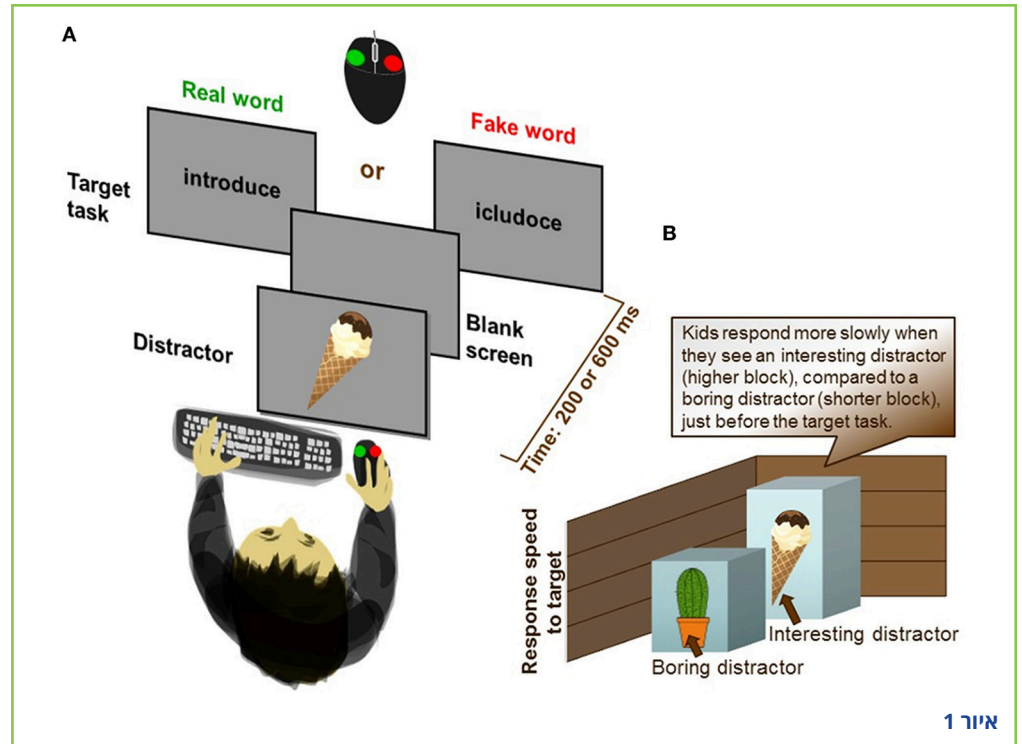 A
Real word
Fake word
or
Target
task
introduce
icludoce
Blank
screen
Distractor
Time: 200 or 600 ms
B
Kids respond more slowly when
they see an interesting distractor
(higher block), compared to a
boring distractor (shorter block),
just before the target task.
Response speed
to target
Interesting distractor
Boring distractor
איור 1